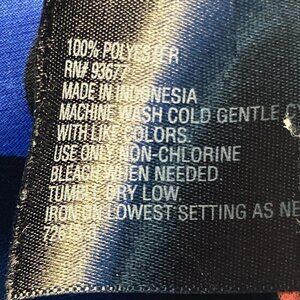 100% POLYESTER
RN# 93677
MADE IN INDONESIA
MACHINE WASH COLD GENTLE C
WITH LIKE COLORS
USE ONLY NON-CHLORINE
BLEACH WHEN NEEDED.
TUMBLE DRY LOW.
IRON ON LOWEST SETTING AS NE